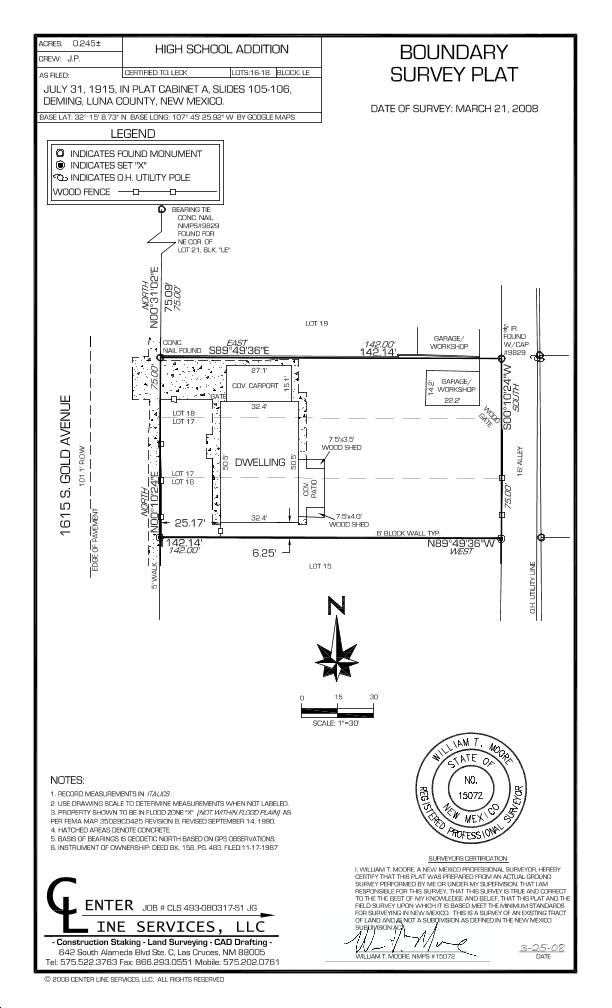 ACRES: 0.245±
CREW: J.P.
HIGH SCHOOL ADDITION
CERTIFIED TO: LECK LOTS:16-18 BLOCK: LE
AS FILED:
JULY 31, 1915, IN PLAT CABINET A, SLIDES 105-106,
DEMING, LUNA COUNTY, NEW MEXICO.
BASE LAT: 32° 15' 8.73" N BASE LONG: 107° 45' 25.92" W BY GOOGLE MAPS
BOUNDARY
SURVEY PLAT
DATE OF SURVEY: MARCH 21, 2008
LEGEND
INDICATES FOUND MONUMENT
INDICATES SET "X"
INDICATES O.H. UTILITY POLE
WOOD FENCE
BEARING TIE
CONC. NAIL
NMPS#9829
FOUND FOR
NE COR. OF
LOT 21, BLK. "LE"
NORTH
N00°31'02"E
75.09'
75.00'
LOT 19
CONC.
NAIL FOUND
EAST
S89°49'36"E
142.00'
142.14'
GARAGE/
WORKSHOP
¾" IR
FOUND
W/CAP
#9829
27.1'
COV. CARPORT
15.1'
GATE
32.4'
14.2'
GARAGE/
WORKSHOP
22.2'
WOOD
GATE
S00°10'24"W
SOUTH
75.00'
75.00'
LOT 18
LOT 17
LOT 17
LOT 16
50.5'
DWELLING
50.5'
7.5'x3.5'
WOOD SHED
COV.
PATIO
7.5'x4.0'
WOOD SHED
16' ALLEY
1615 S. GOLD AVENUE
101.1' R.O.W.
EDGE OF PAVEMENT
NORTH
N00°10'24"E
25.17'
32.4'
6' BLOCK WALL TYP.
142.14'
142.00'
6.25'
N89°49'36"W
WEST
LOT 15
5' WALK
O.H. UTILITY LINE
N
0 15 30
SCALE: 1"=30'
WILLIAM T. MOORE
STATE OF
NO.
15072
NEW MEXICO
REGISTERED PROFESSIONAL SURVEYOR
NOTES:
1. RECORD MEASUREMENTS IN ITALICS
2. USE DRAWING SCALE TO DETERMINE MEASUREMENTS WHEN NOT LABELED.
3. PROPERTY SHOWN TO BE IN FLOOD ZONE "X" (NOT WITHIN FLOOD PLAIN) AS
PER FEMA MAP 35029C0425 REVISION B, REVISED SEPTEMBER 14, 1990.
4. HATCHED AREAS DENOTE CONCRETE.
5. BASIS OF BEARINGS IS GEODETIC NORTH BASED ON GPS OBSERVATIONS.
6. INSTRUMENT OF OWNERSHIP: DEED BK. 158, PG. 483, FILED:11-17-1987
SURVEYOR'S CERTIFICATION
I, WILLIAM T. MOORE, A NEW MEXICO PROFESSIONAL SURVEYOR, HEREBY
CERTIFY THAT THIS PLAT WAS PREPARED FROM AN ACTUAL GROUND
SURVEY PERFORMED BY ME OR UNDER MY SUPERVISION, THAT I AM
RESPONSIBLE FOR THIS SURVEY, THAT THIS SURVEY IS TRUE AND CORRECT
TO THE THE BEST OF MY KNOWLEDGE AND BELIEF, THAT THIS PLAT AND THE
FIELD SURVEY UPON WHICH IT IS BASED MEET THE MINIMUM STANDARDS
FOR SURVEYING IN NEW MEXICO. THIS IS A SURVEY OF AN EXISTING TRACT
OF LAND AND IS NOT A SUBDIVISION AS DEFINED IN THE NEW MEXICO
SUBDIVISION ACT.
WILLIAM T. MOORE, NMPS #15072
3-25-08
DATE
CENTER JOB # CLS 493-080317-S1 JG
LINE SERVICES, LLC
- Construction Staking - Land Surveying - CAD Drafting -
642 South Alameda Blvd Ste. C, Las Cruces, NM 88005
Tel: 575.522.3763 Fax: 866.293.0551 Mobile: 575.202.0761
© 2008 CENTER LINE SERVICES, LLC. ALL RIGHTS RESERVED